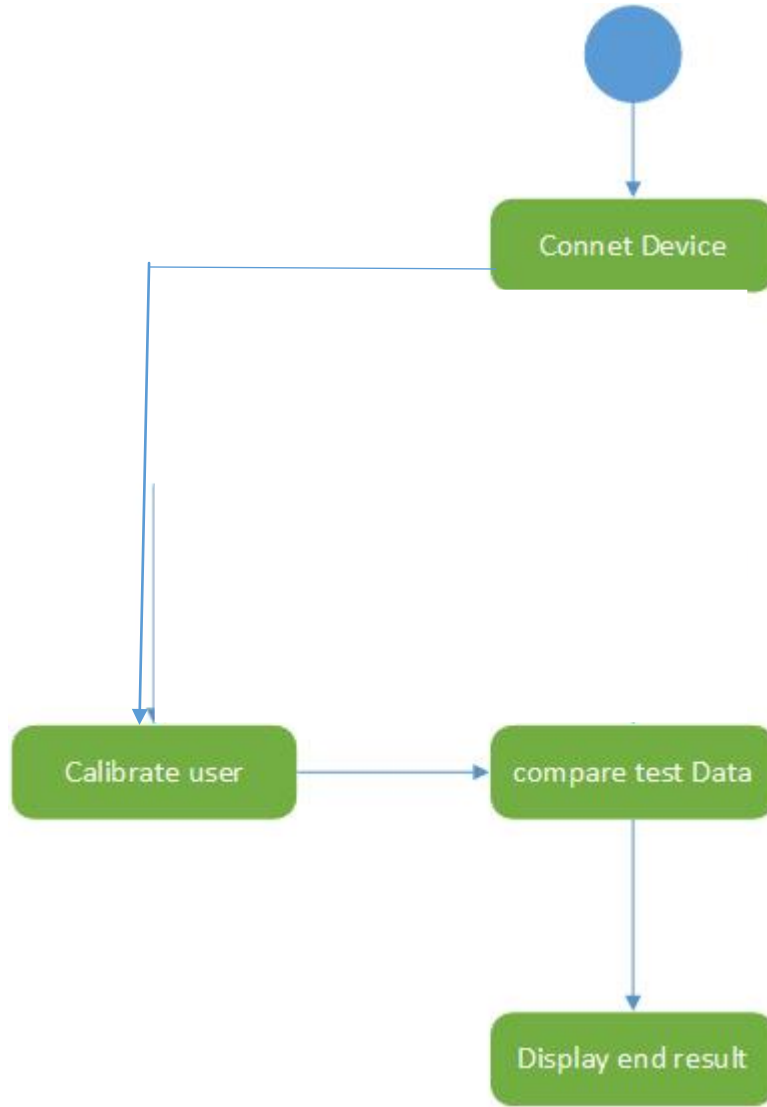 Connet Device
Calibrate user
compare test Data
Display end result